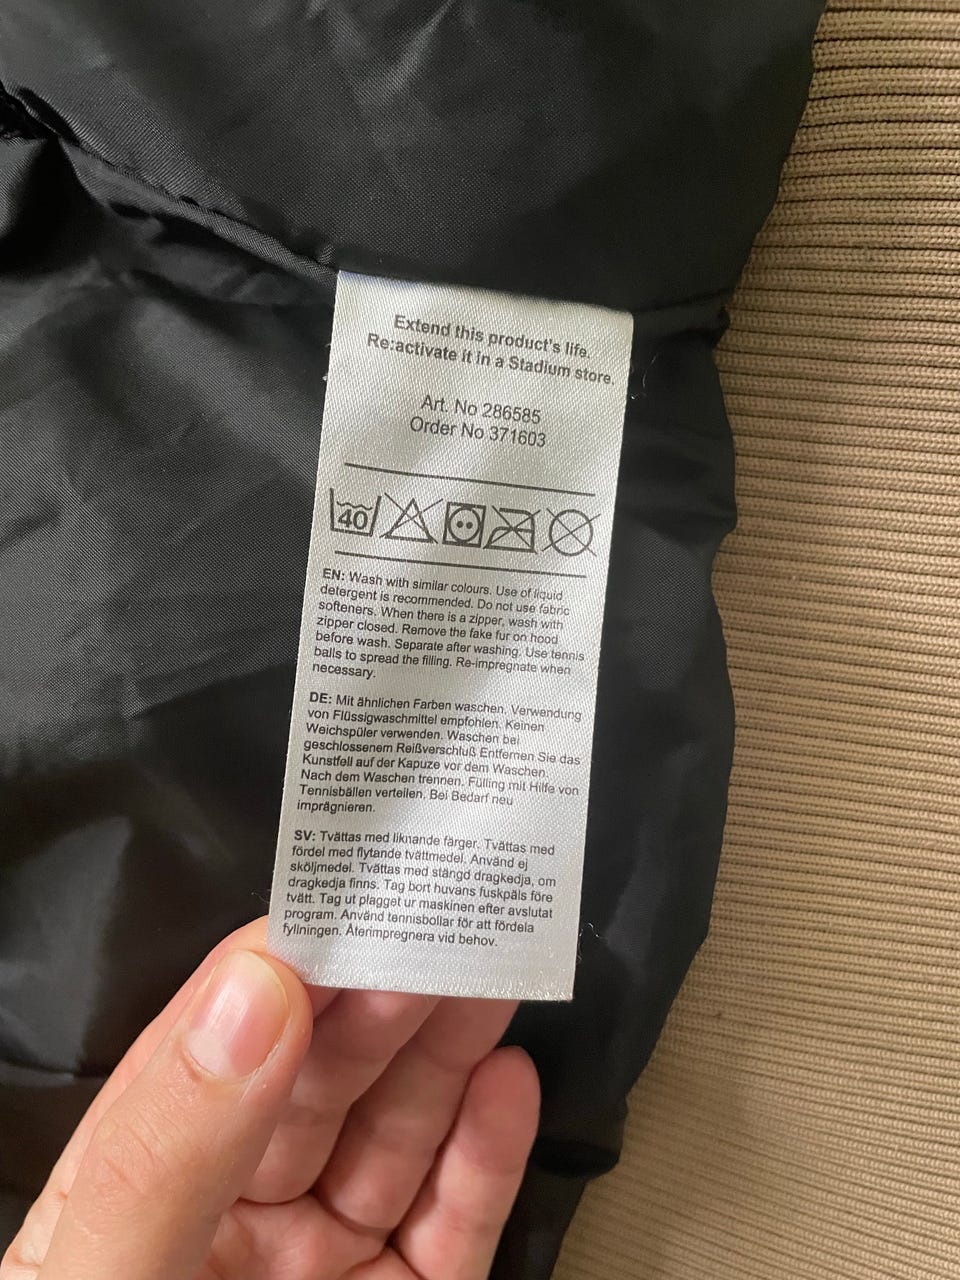 Extend this product's life.
Re:activate it in a Stadium store.
Art. No 286585
Order No 371603
40
EN: Wash with similar colours. Use of liquid
detergent is recommended. Do not use fabric
softeners. When there is a zipper, wash with
zipper closed. Remove the fake fur on hood
before wash. Separate after washing. Use tennis
balls to spread the filling. Re-impregnate when
necessary.
DE: Mit ähnlichen Farben waschen. Verwendung
von Flüssigwaschmittel empfohlen. Keinen
Weichspüler verwenden. Waschen bei
geschlossenem Reißverschluß Entfernen Sie das
Kunstfell auf der Kapuze vor dem Waschen.
Nach dem Waschen trennen. Fülling mit Hilfe von
Tennisbällen verteilen. Bei Bedarf neu
imprägnieren.
SV: Tvättas med liknande färger. Tvättas med
fördel med flytande tvättmedel. Använd ej
sköljmedel. Tvättas med stängd dragkedja, om
dragkedja finns. Tag bort huvans fuskpäls före
tvätt. Tag ut plagget ur maskinen efter avslutat
program. Använd tennisbollar för att fördela
fyllningen. Återimpregnera vid behov.